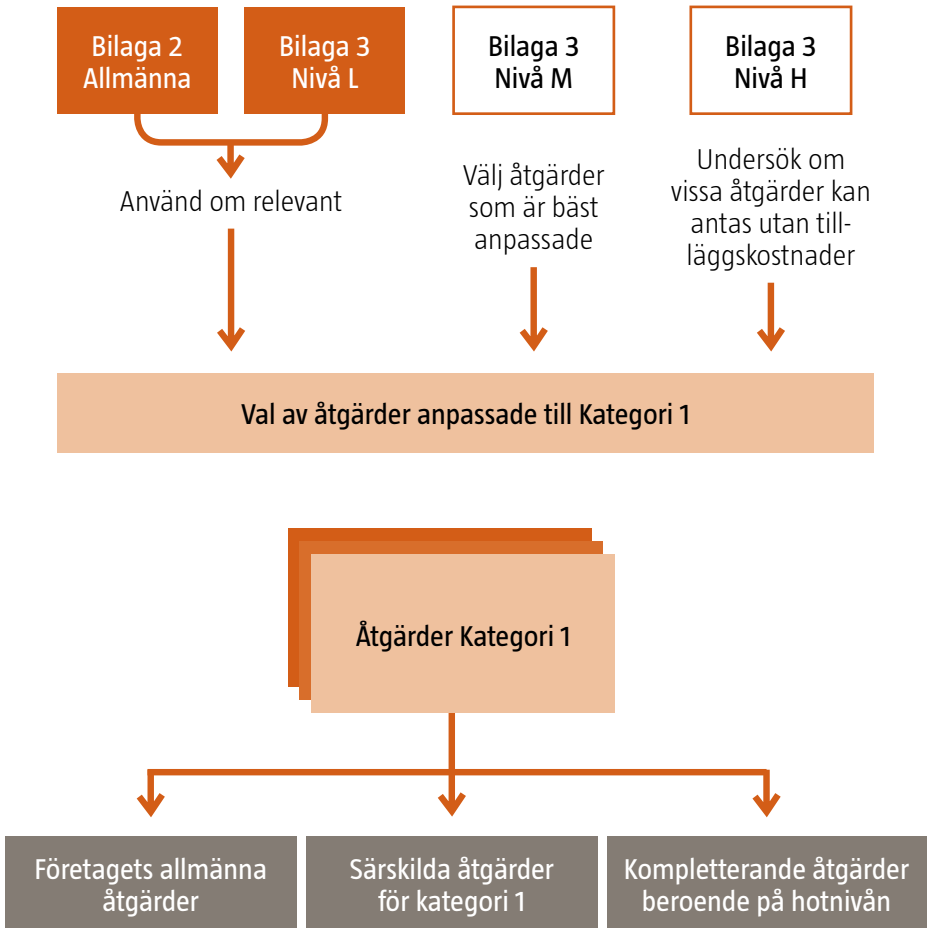 Bilaga 2
Allmänna
Bilaga 3
Nivå L
Bilaga 3
Nivå M
Bilaga 3
Nivå H
Använd om relevant
Välj åtgärder
som är bäst
anpassade
Undersök om
vissa åtgärder kan
antas utan till-
läggskostnader
Val av åtgärder anpassade till Kategori 1
Åtgärder Kategori 1
Företagets allmänna
åtgärder
Särskilda åtgärder
för kategori 1
Kompletterande åtgärder
beroende på hotnivån